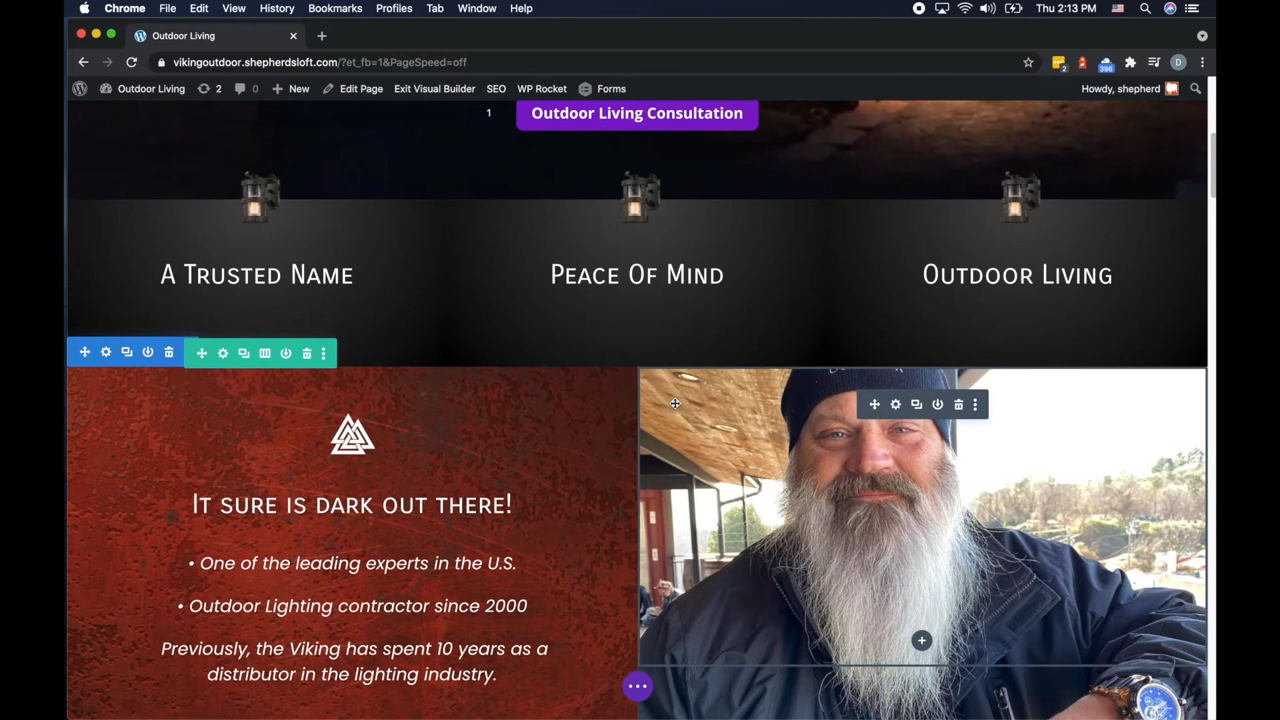 Chrome File Edit View History Bookmarks Profiles Tab Window Help Thu 2:13 PM
Outdoor Living
vikingoutdoor.shepherdsloft.com/?et_fb=1&PageSpeed=off
2
396
D
Outdoor Living 2 0 New Edit Page Exit Visual Builder SEO WP Rocket Forms Howdy, shepherd
1 Outdoor Living Consultation
A Trusted Name Peace Of Mind Outdoor Living
It sure is dark out there!
• One of the leading experts in the U.S.
• Outdoor Lighting contractor since 2000
Previously, the Viking has spent 10 years as a
distributor in the lighting industry.